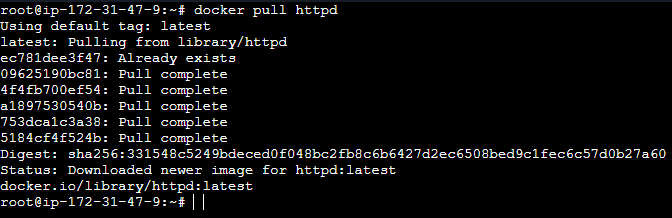 root@ip-172-31-47-9:~# docker pull httpd
Using default tag: latest
latest: Pulling from library/httpd
ec781dee3f47: Already exists
09625190bc81: Pull complete
4f4fb700ef54: Pull complete
a1897530540b: Pull complete
753dca1c3a38: Pull complete
5184cf4f524b: Pull complete
Digest: sha256:331548c5249bdeced0f048bc2fb8c6b6427d2ec6508bed9c1fec6c57d0b27a60
Status: Downloaded newer image for httpd:latest
docker.io/library/httpd:latest
root@ip-172-31-47-9:~#